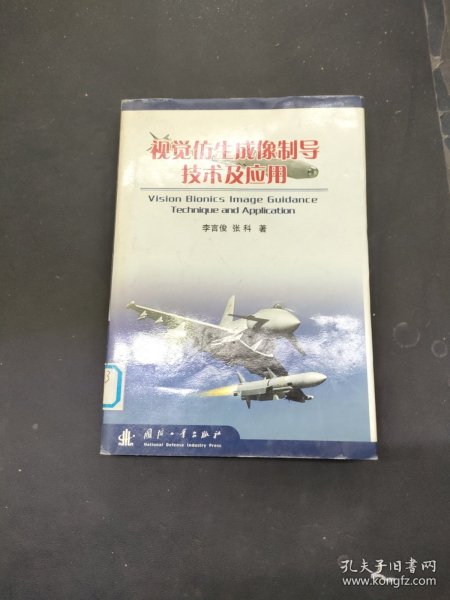 视觉仿生成像制导
技术及应用
Vision Bionics Image Guidance
Technique and Application
李言俊 张科 著
3
国防工业出版社
National Defense Industry Press
孔夫子旧书网
www.kongfz.com